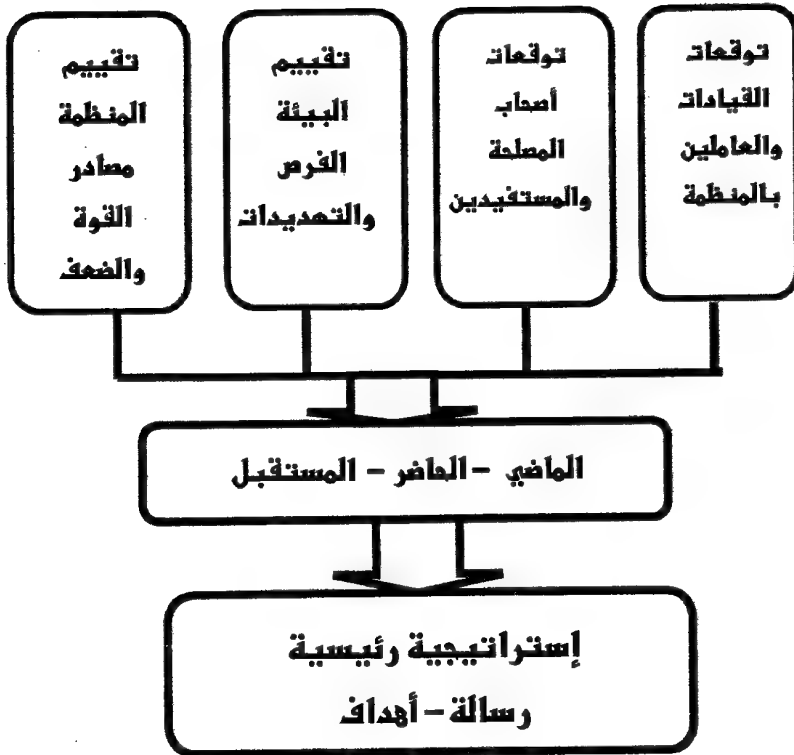 توقعات
القيادات
والعاملين
بالمنظمة
توقعات
أصحاب
المصلحة
والمستفيدين
تقييم
البيئة
الفرص
والتهديدات
تقييم
المنظمة
مصادر
القوة
والضعف
الماضي - الحاضر - المستقبل
إستراتيجية رئيسية
رسالة - أهداف